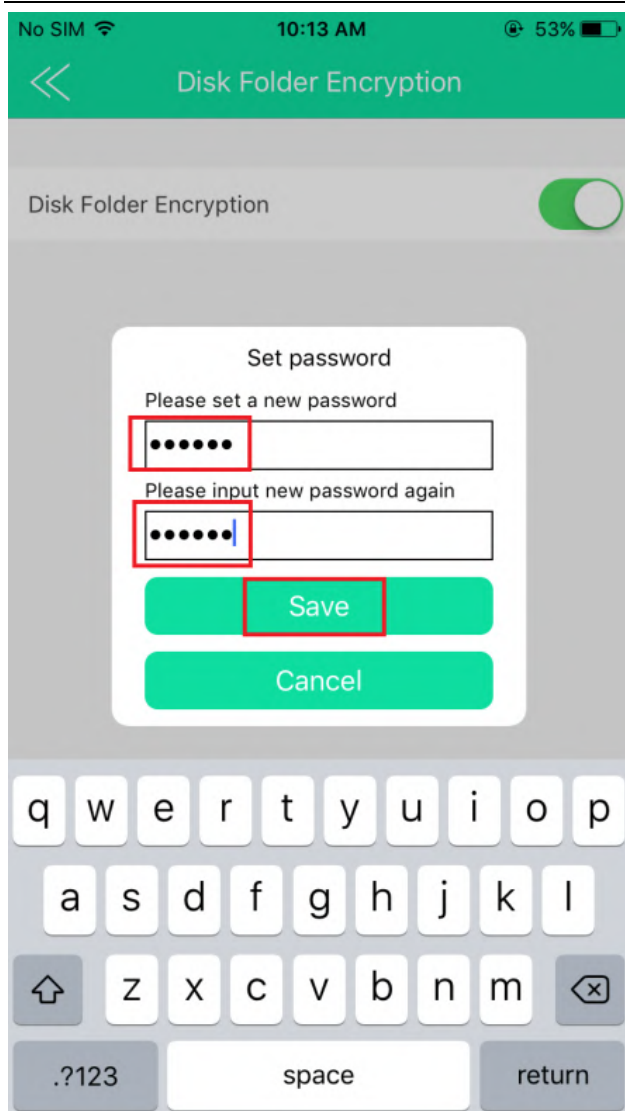 No SIM 10:13 AM 53%
Disk Folder Encryption
Disk Folder Encryption
Set password
Please set a new password
••••••
Please input new password again
••••••
Save
Cancel
q w e r t y u i o p
a s d f g h j k l
z x c v b n m
.?123 space return